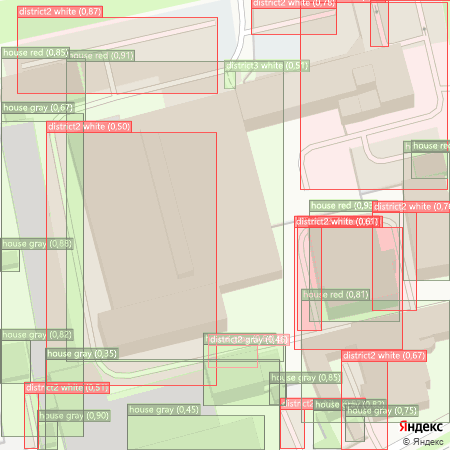 district2 white (0,87)
district2 white (0,78)
house red (0,85)
house red (0,91)
district3 white (0,51)
house gray (0,67)
district2 white (0,50)
house red
district2 white
house red (0,93)
district2 white (0,61)
house gray (0,88)
house red (0,81)
house gray (0,82)
district2 gray (0,46)
house gray (0,35)
district2 white (0,67)
house gray (0,85)
district2 white (0,51)
house gray (0,45)
house gray (0,90)
district2
house gray
house gray (0,75)
Яндекс
© Яндекс